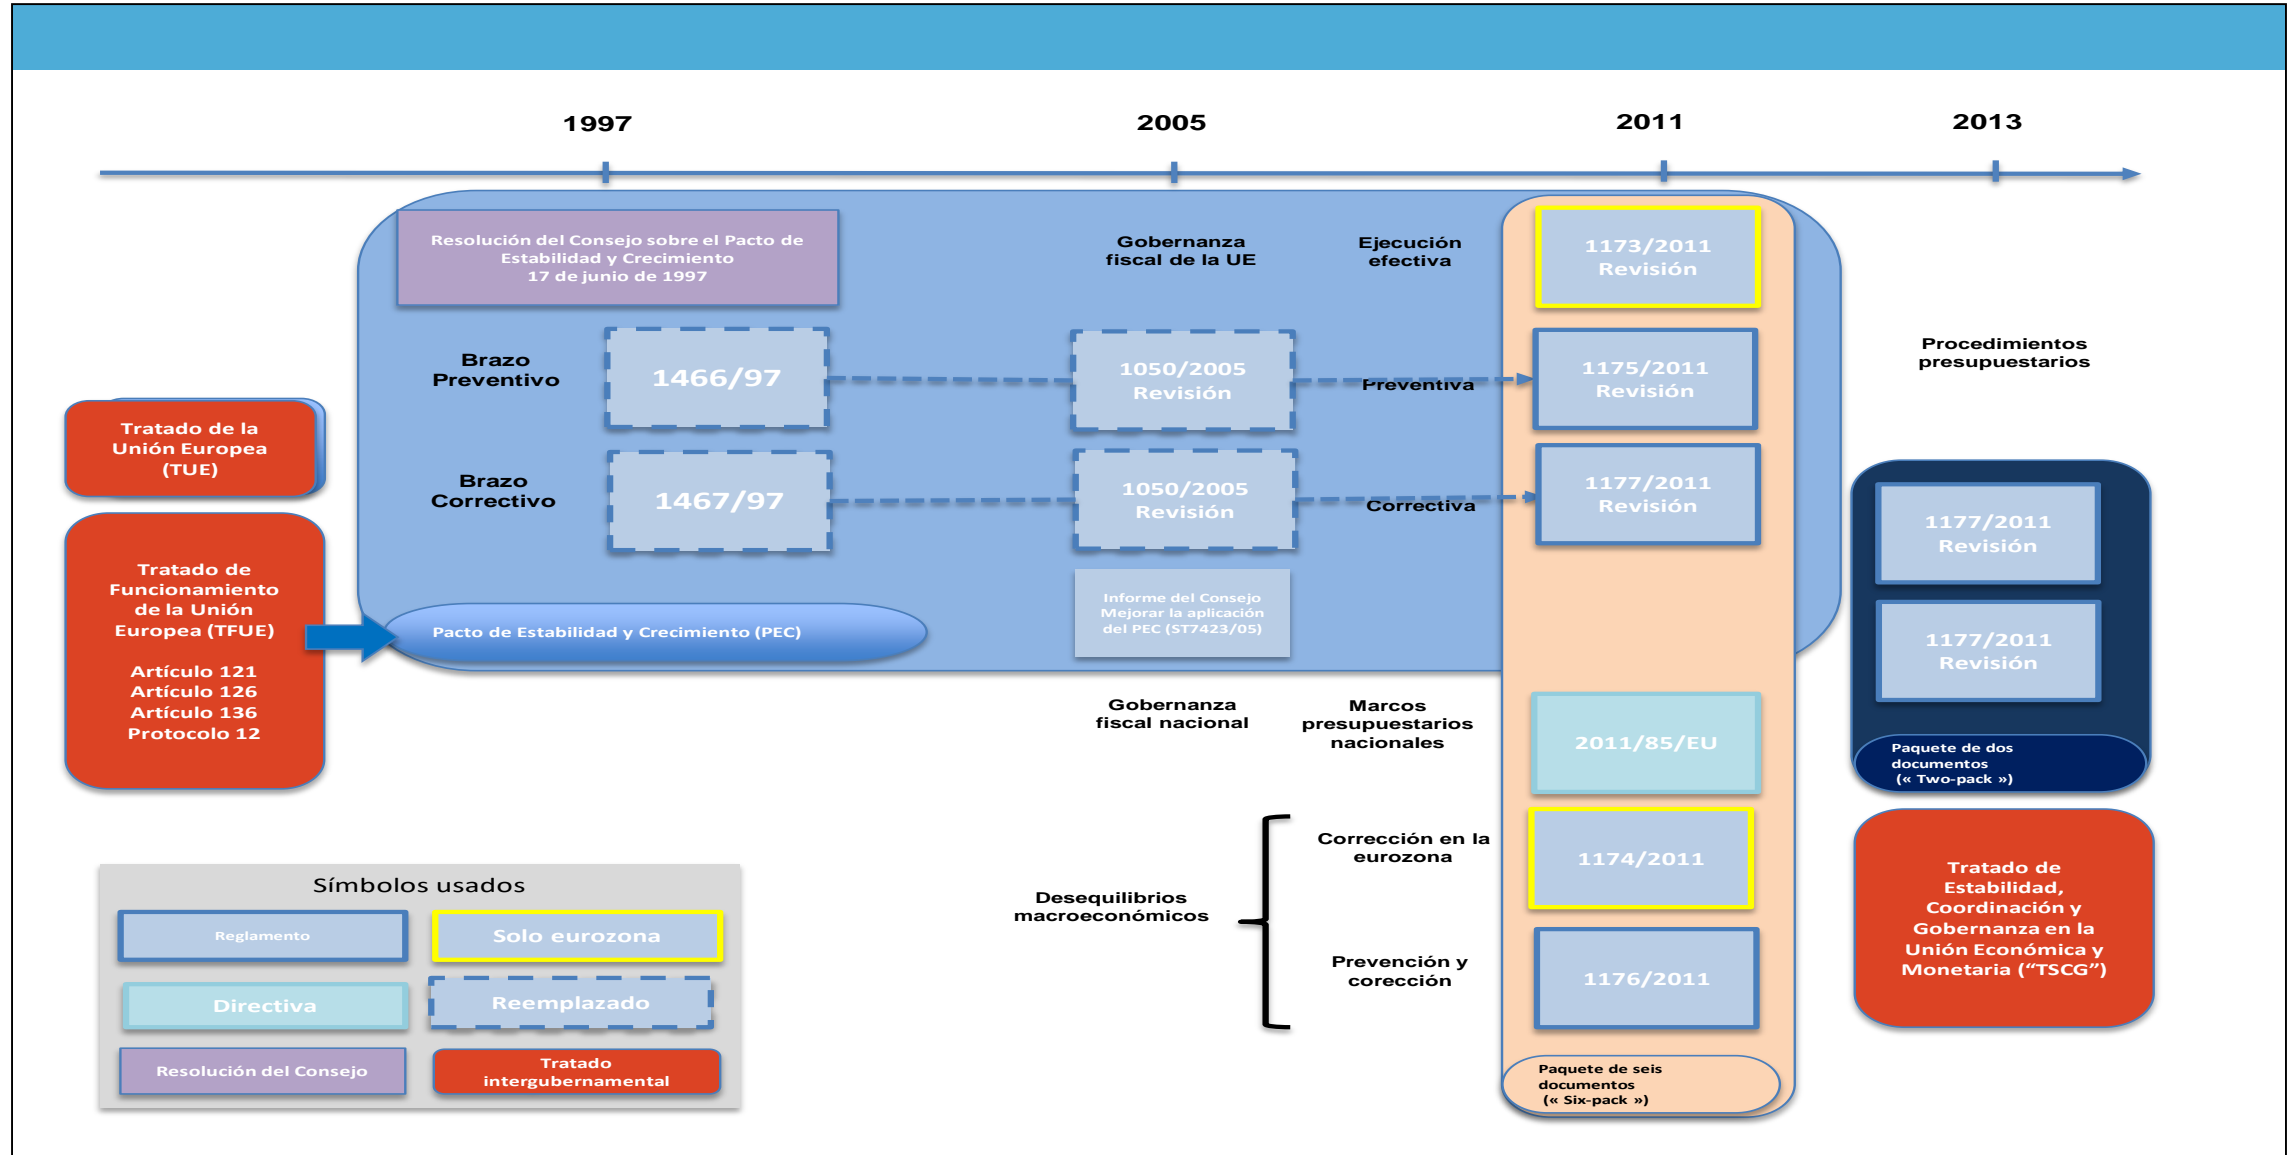 1997
2005
2011
2013
Resolución del Consejo sobre el Pacto de
Estabilidad y Crecimiento
17 de junio de 1997
Gobernanza
fiscal de la UE
Ejecución
efectiva
1173/2011
Revisión
Brazo
Preventivo
1466/97
1050/2005
Revisión
Preventiva
1175/2011
Revisión
Procedimientos
presupuestarios
Tratado de la
Unión Europea
(TUE)
Brazo
Correctivo
1467/97
1050/2005
Revisión
Correctiva
1177/2011
Revisión
1177/2011
Revisión
Tratado de
Funcionamiento
de la Unión
Europea (TFUE)
Artículo 121
Artículo 126
Artículo 136
Protocolo 12
Pacto de Estabilidad y Crecimiento (PEC)
Informe del Consejo
Mejorar la aplicación
del PEC (ST7423/05)
1177/2011
Revisión
Gobernanza
fiscal nacional
Marcos
presupuestarios
nacionales
2011/85/EU
Paquete de dos
documentos
(« Two-pack »)
Desequilibrios
macroeconómicos
Corrección en la
eurozona
1174/2011
Prevención y
corección
1176/2011
Tratado de
Estabilidad,
Coordinación y
Gobernanza en la
Unión Económica y
Monetaria (“TSCG”)
Paquete de seis
documentos
(« Six-pack »)
Símbolos usados
Reglamento
Solo eurozona
Directiva
Reemplazado
Resolución del Consejo
Tratado
intergubernamental